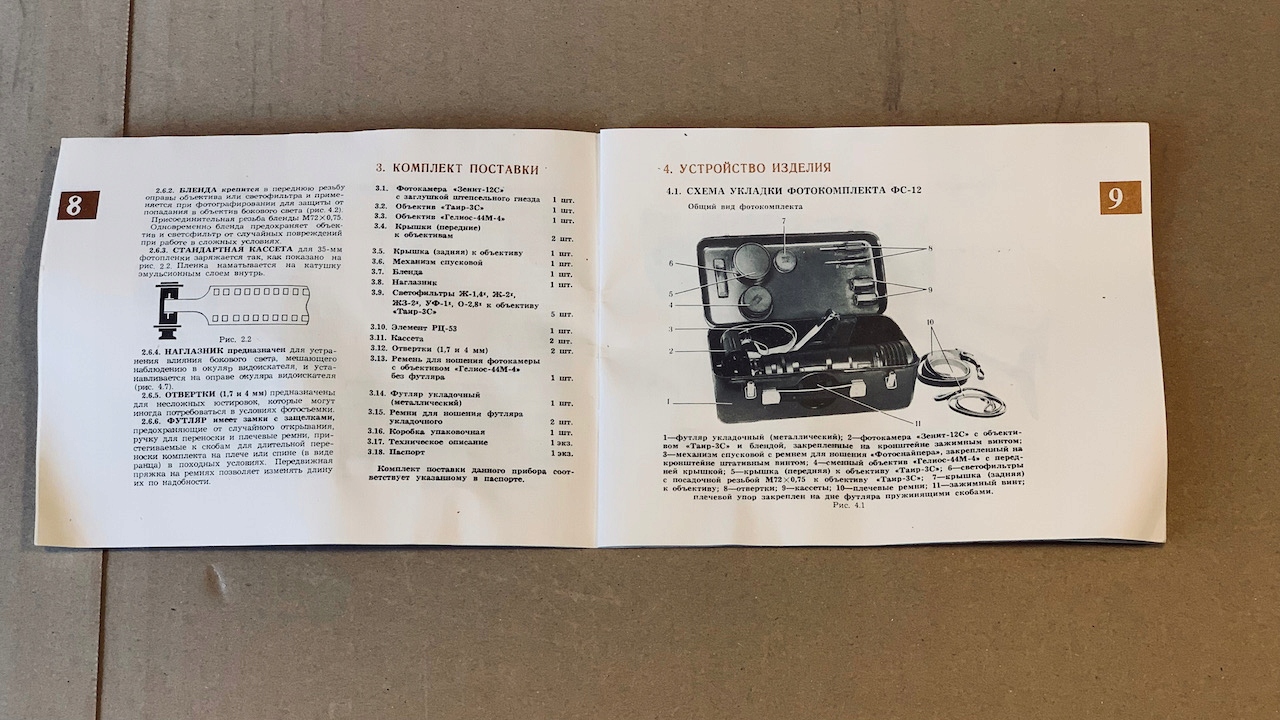 8
2.6.2. БЛЕНДА крепится в переднюю резьбу
оправы объектива или светофильтра и приме-
няется при фотографировании для защиты от
попадания в объектив бокового света (рис. 4.2).
Присоединительная резьба бленды М72×0,75.
Одновременно бленда предохраняет объек-
тив и светофильтр от случайных повреждений
при работе в сложных условиях.
2.6.3. СТАНДАРТНАЯ КАССЕТА для 35-мм
фотопленки заряжается так, как показано на
рис. 2.2. Пленка наматывается на катушку
эмульсионным слоем внутрь.
Рис. 2.2
2.6.4. НАГЛАЗНИК предназначен для устра-
нения влияния бокового света, мешающего
наблюдению в окуляр видоискателя, и уста-
навливается на оправе окуляра видоискателя
(рис. 4.7).
2.6.5. ОТВЕРТКИ (1,7 и 4 мм) предназначены
для несложных юстировок, которые могут
иногда потребоваться в условиях фотосъемки.
2.6.6. ФУТЛЯР имеет замки с защелками,
предохраняющие от случайного открывания,
ручку для переноски и плечевые ремни, при-
стегиваемые к скобам для длительной пере-
носки комплекта на плече или спине (в виде
ранца) в походных условиях. Передвижная
пряжка на ремнях позволяет изменять длину
их по надобности.
3. КОМПЛЕКТ ПОСТАВКИ
3.1. Фотокамера «Зенит-12С»
с заглушкой штепсельного гнезда 1 шт.
3.2. Объектив «Таир-3С» 1 шт.
3.3. Объектив «Гелиос-44М-4» 1 шт.
3.4. Крышки (передние)
к объективам 2 шт.
3.5. Крышка (задняя) к объективу 1 шт.
3.6. Механизм спусковой 1 шт.
3.7. Бленда 1 шт.
3.8. Наглазник 1 шт.
3.9. Светофильтры Ж-1,4ˣ, Ж-2ˣ,
ЖЗ-2ˣ, УФ-1ˣ, О-2,8ˣ к объективу
«Таир-3С» 5 шт.
3.10. Элемент РЦ-53 1 шт.
3.11. Кассета 2 шт.
3.12. Отвертки (1,7 и 4 мм) 2 шт.
3.13. Ремень для ношения фотокамеры
с объективом «Гелиос-44М-4»
без футляра 1 шт.
3.14. Футляр укладочный
(металлический) 1 шт.
3.15. Ремни для ношения футляра
укладочного 2 шт.
3.16. Коробка упаковочная 1 шт.
3.17. Техническое описание 1 экз.
3.18. Паспорт 1 экз.
Комплект поставки данного прибора соот-
ветствует указанному в паспорте.
4. УСТРОЙСТВО ИЗДЕЛИЯ
4.1. СХЕМА УКЛАДКИ ФОТОКОМПЛЕКТА ФС-12
9
Общий вид фотокомплекта
7
8
6
9
5
4
10
3
2
1
11
1—футляр укладочный (металлический); 2—фотокамера «Зенит-12С» с объекти-
вом «Таир-3С» и блендой, закрепленные на кронштейне зажимным винтом;
3—механизм спусковой с ремнем для ношения «Фотоснайпера», закрепленный на
кронштейне штативным винтом; 4—сменный объектив «Гелиос-44М-4» с перед-
ней крышкой; 5—крышка (передняя) к объективу «Таир-3С»; 6—светофильтры
с посадочной резьбой М72×0,75 к объективу «Таир-3С»; 7—крышка (задняя)
к объективу; 8—отвертки; 9—кассеты; 10—плечевые ремни; 11—зажимный винт;
плечевой упор закреплен на дне футляра пружинящими скобами.
Рис. 4.1